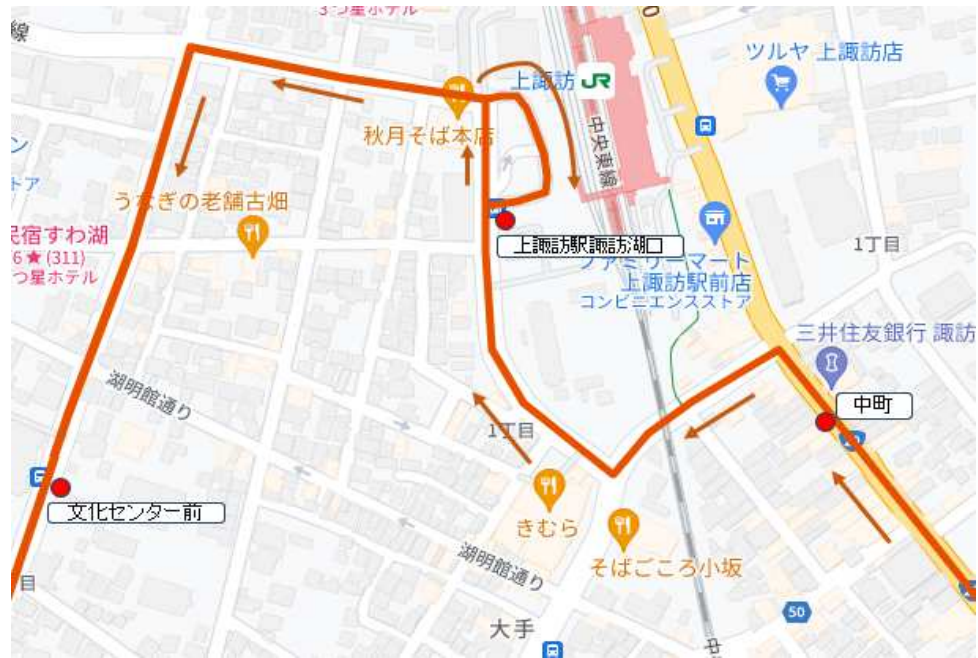 3つ星ホテル
線
0
ツルヤ 上諏訪店
上諏訪 JR
秋月そば本店
中央東線
うなぎの老舗古畑
民宿すわ湖
6★(311)
つ星ホテル
上諏訪駅諏訪湖口
1丁目
ファミリーマート
上諏訪駅前店
コンビニエンスストア
三井住友銀行 諏訪
湖明館通り
中町
1丁目
文化センター前
きむら
そばごころ小坂
湖明館通り
目
大手
50
中